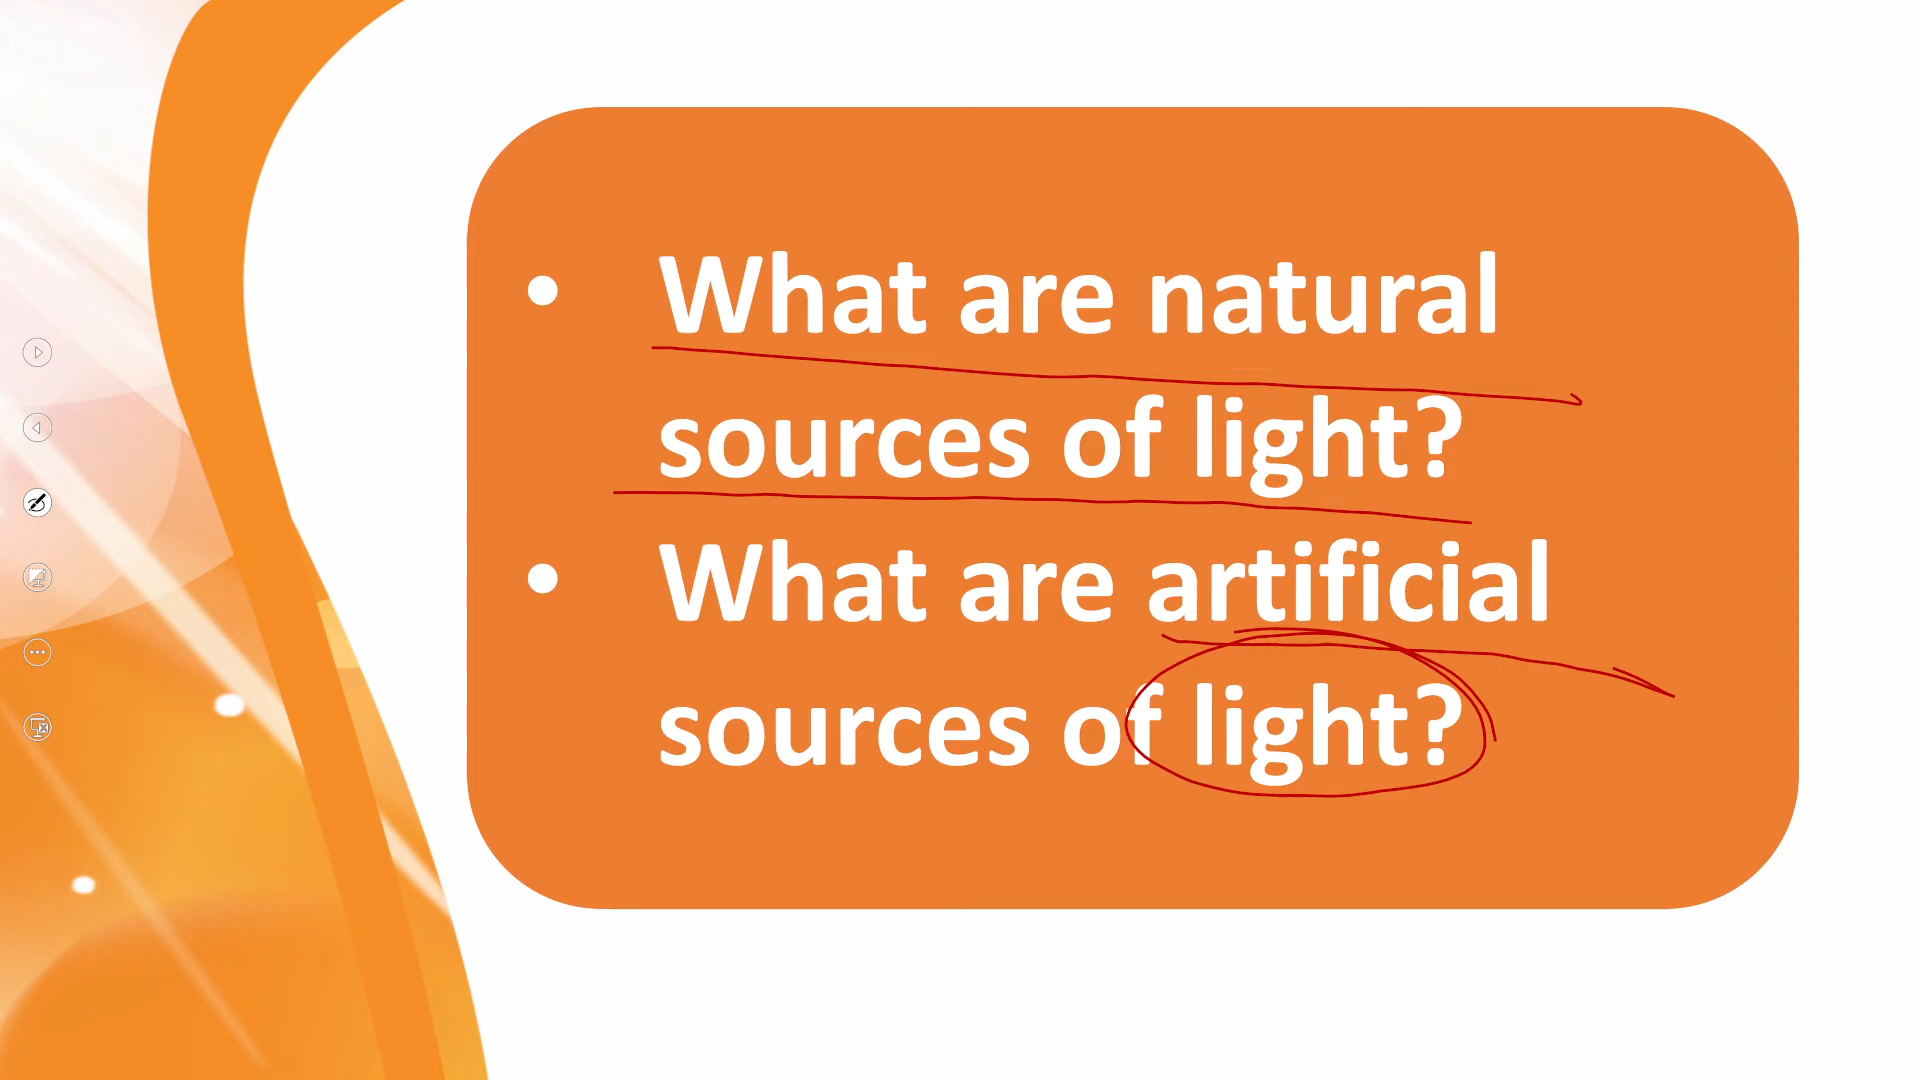 • What are natural
sources of light?
• What are artificial
sources of light?